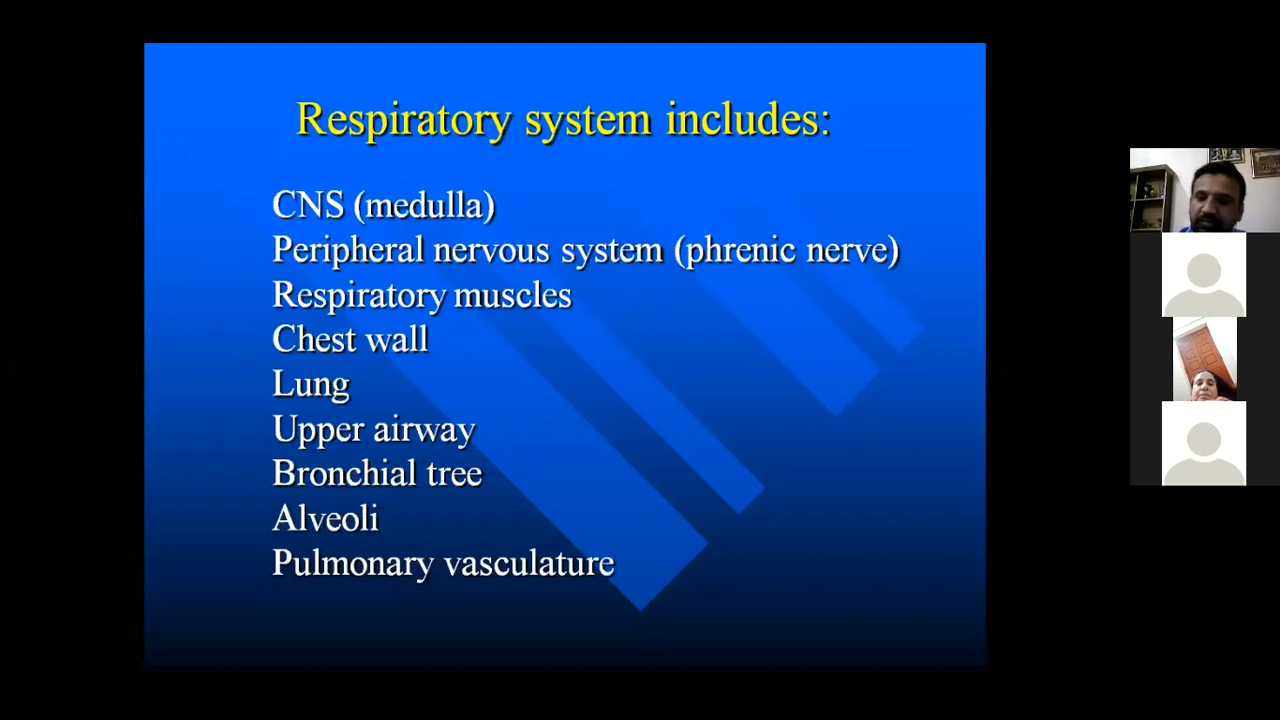 Respiratory system includes:
CNS (medulla)
Peripheral nervous system (phrenic nerve)
Respiratory muscles
Chest wall
Lung
Upper airway
Bronchial tree
Alveoli
Pulmonary vasculature